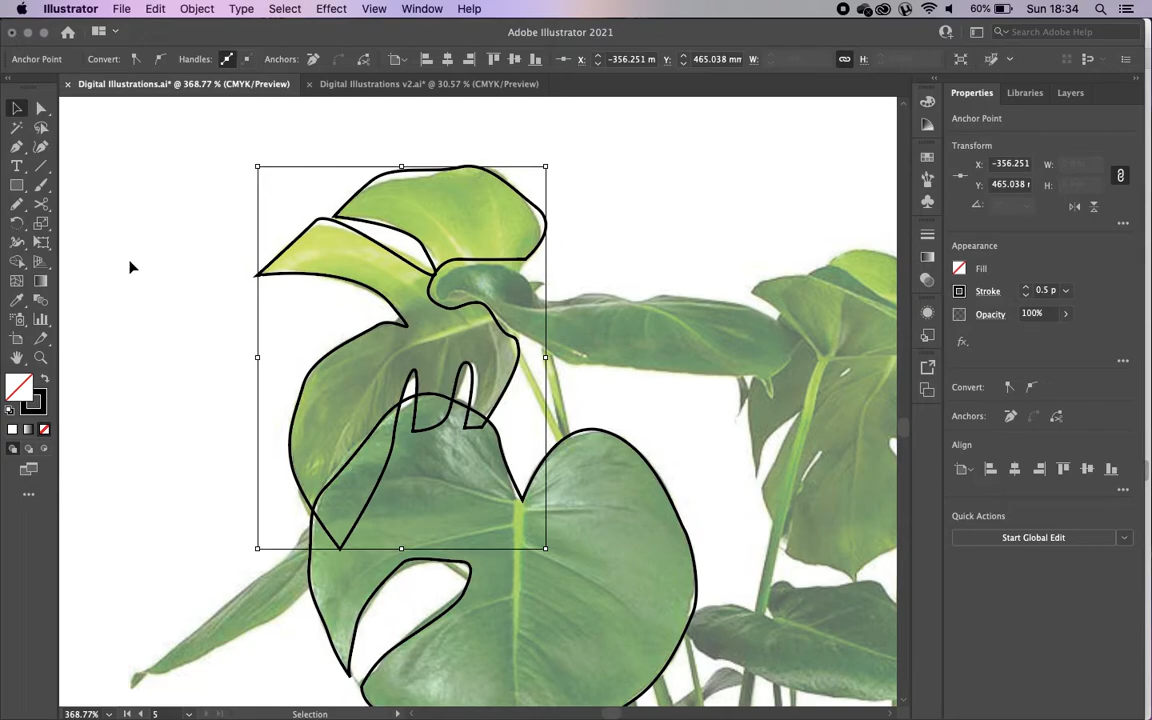 Illustrator File Edit Object Type Select Effect View Window Help 60% Sun 18:34
Adobe Illustrator 2021 Search Adobe Help
Anchor Point Convert: Handles: Anchors: X: -356.251 m Y: 465.038 mm W: H:
Digital Illustrations.ai* @ 368.77 % (CMYK/Preview) Digital Illustrations v2.ai* @ 30.57 % (CMYK/Preview)
Properties Libraries Layers
Anchor Point
Transform
X: -356.251 W:
Y: 465.038 H:
Appearance
Fill
Stroke 0.5 p
Opacity 100%
fx.
Convert:
Anchors:
Align
Quick Actions
Start Global Edit
368.77% 5 Selection